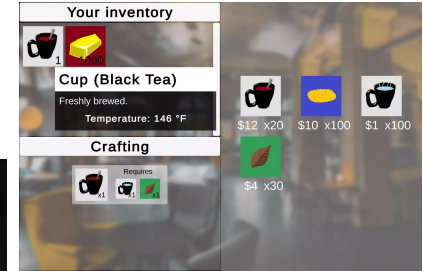 Your inventory
1
1000
Cup (Black Tea)
Freshly brewed.
Temperature: 146 °F
$12 x20
$10 x100
$1 x100
Crafting
Requires
x1
x1
x1
$4 x30